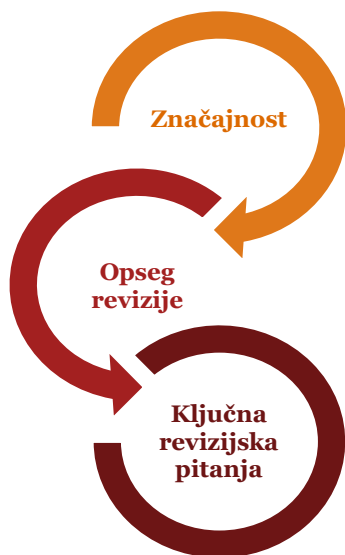 Značajnost
Opseg
revizije
Ključna
revizijska
pitanja